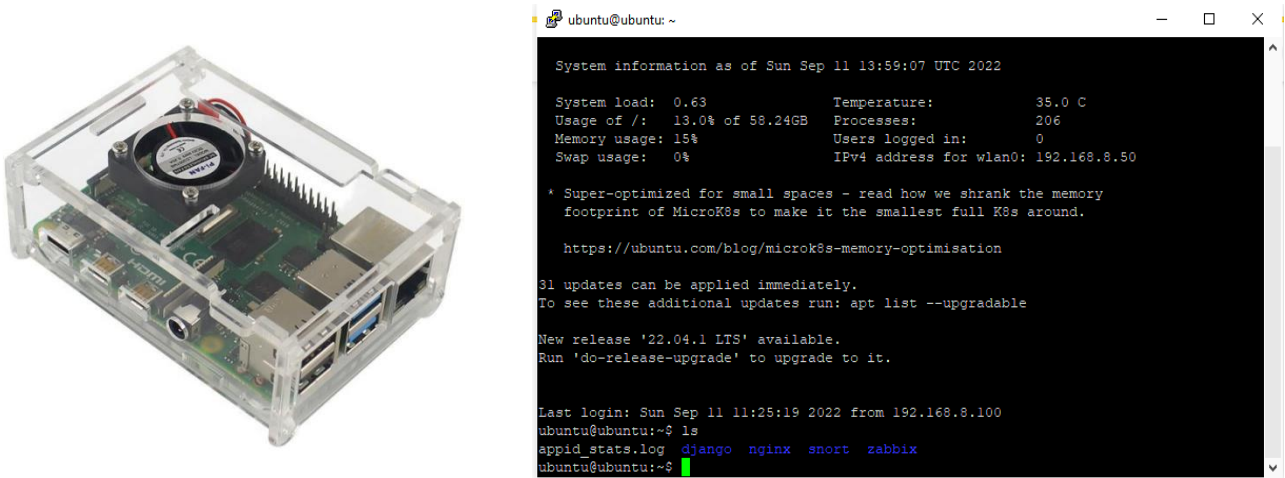 PI-FAN
HDMI
ubuntu@ubuntu: ~
System information as of Sun Sep 11 13:59:07 UTC 2022
System load: 0.63 Temperature: 35.0 C
Usage of /: 13.0% of 58.24GB Processes: 206
Memory usage: 15% Users logged in: 0
Swap usage: 0% IPv4 address for wlan0: 192.168.8.50
* Super-optimized for small spaces - read how we shrank the memory
footprint of MicroK8s to make it the smallest full K8s around.
https://ubuntu.com/blog/microk8s-memory-optimisation
31 updates can be applied immediately.
To see these additional updates run: apt list --upgradable
New release '22.04.1 LTS' available.
Run 'do-release-upgrade' to upgrade to it.
Last login: Sun Sep 11 11:25:19 2022 from 192.168.8.100
ubuntu@ubuntu:~$ ls
appid_stats.log django nginx snort zabbix
ubuntu@ubuntu:~$